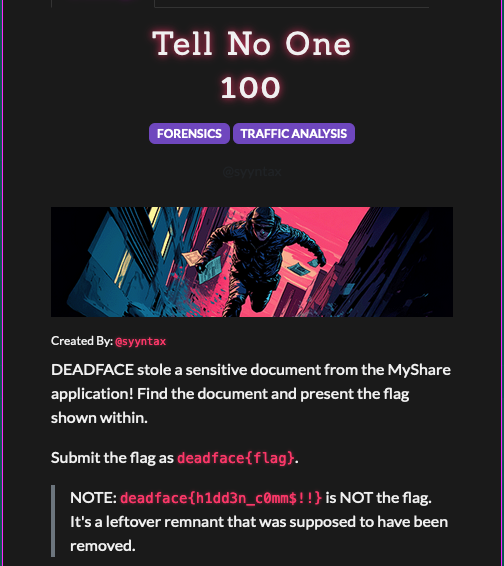 Tell No One
100
FORENSICS TRAFFIC ANALYSIS
@syyntax
Created By: @syyntax
DEADFACE stole a sensitive document from the MyShare
application! Find the document and present the flag
shown within.
Submit the flag as deadface{flag}.
NOTE: deadface{h1dd3n_c0mm$!!} is NOT the flag.
It's a leftover remnant that was supposed to have been
removed.